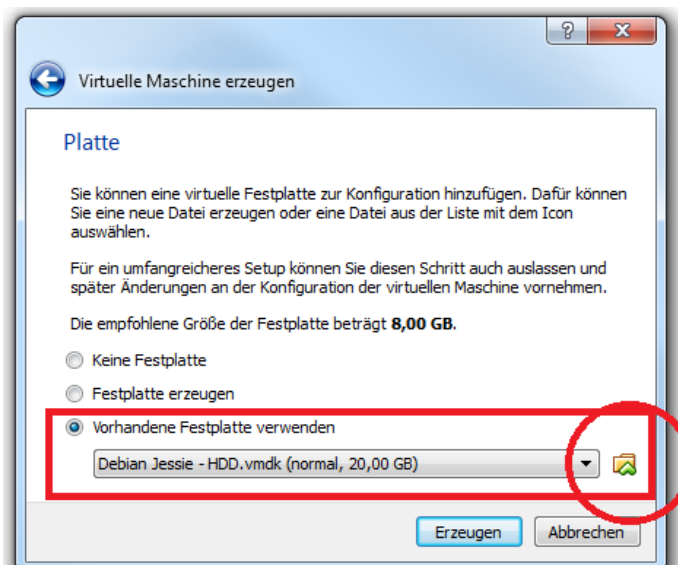 Virtuelle Maschine erzeugen
Platte
Sie können eine virtuelle Festplatte zur Konfiguration hinzufügen. Dafür können
Sie eine neue Datei erzeugen oder eine Datei aus der Liste mit dem Icon
auswählen.
Für ein umfangreicheres Setup können Sie diesen Schritt auch auslassen und
später Änderungen an der Konfiguration der virtuellen Maschine vornehmen.
Die empfohlene Größe der Festplatte beträgt 8,00 GB.
Keine Festplatte
Festplatte erzeugen
Vorhandene Festplatte verwenden
Debian Jessie - HDD.vmdk (normal, 20,00 GB)
Erzeugen
Abbrechen